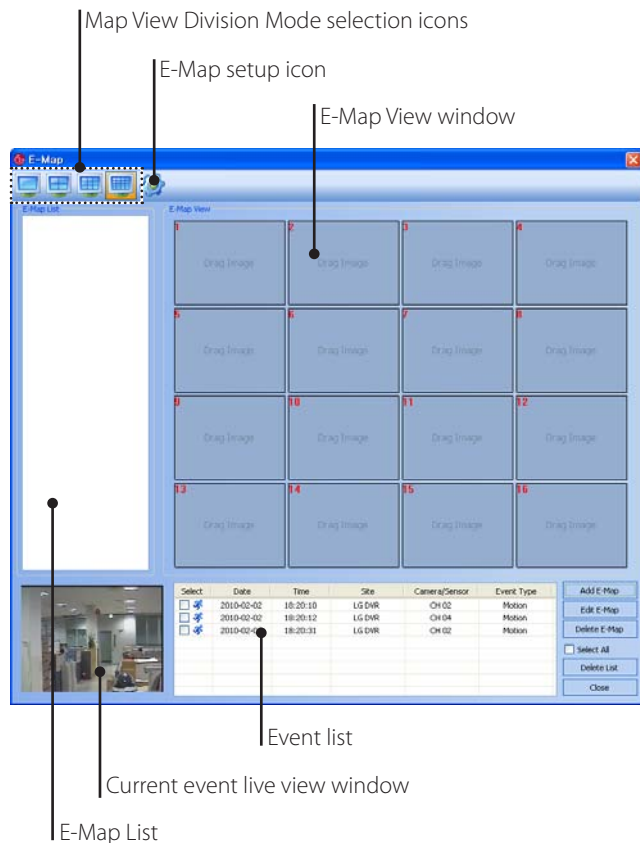 Map View Division Mode selection icons
E-Map setup icon
E-Map View window
E-Map
E-Map List
E-Map View
1 Drag Image
2 Drag Image
3 Drag Image
4 Drag Image
5 Drag Image
6 Drag Image
7 Drag Image
8 Drag Image
9 Drag Image
10 Drag Image
11 Drag Image
12 Drag Image
13 Drag Image
14 Drag Image
15 Drag Image
16 Drag Image
Select Date Time Site Camera/Sensor Event Type
2010-02-02 18:20:10 LG DVR CH 02 Motion
2010-02-02 18:20:12 LG DVR CH 04 Motion
2010-02-0 18:20:31 LG DVR CH 02 Motion
Add E-Map
Edit E-Map
Delete E-Map
Select All
Delete List
Close
Event list
Current event live view window
E-Map List